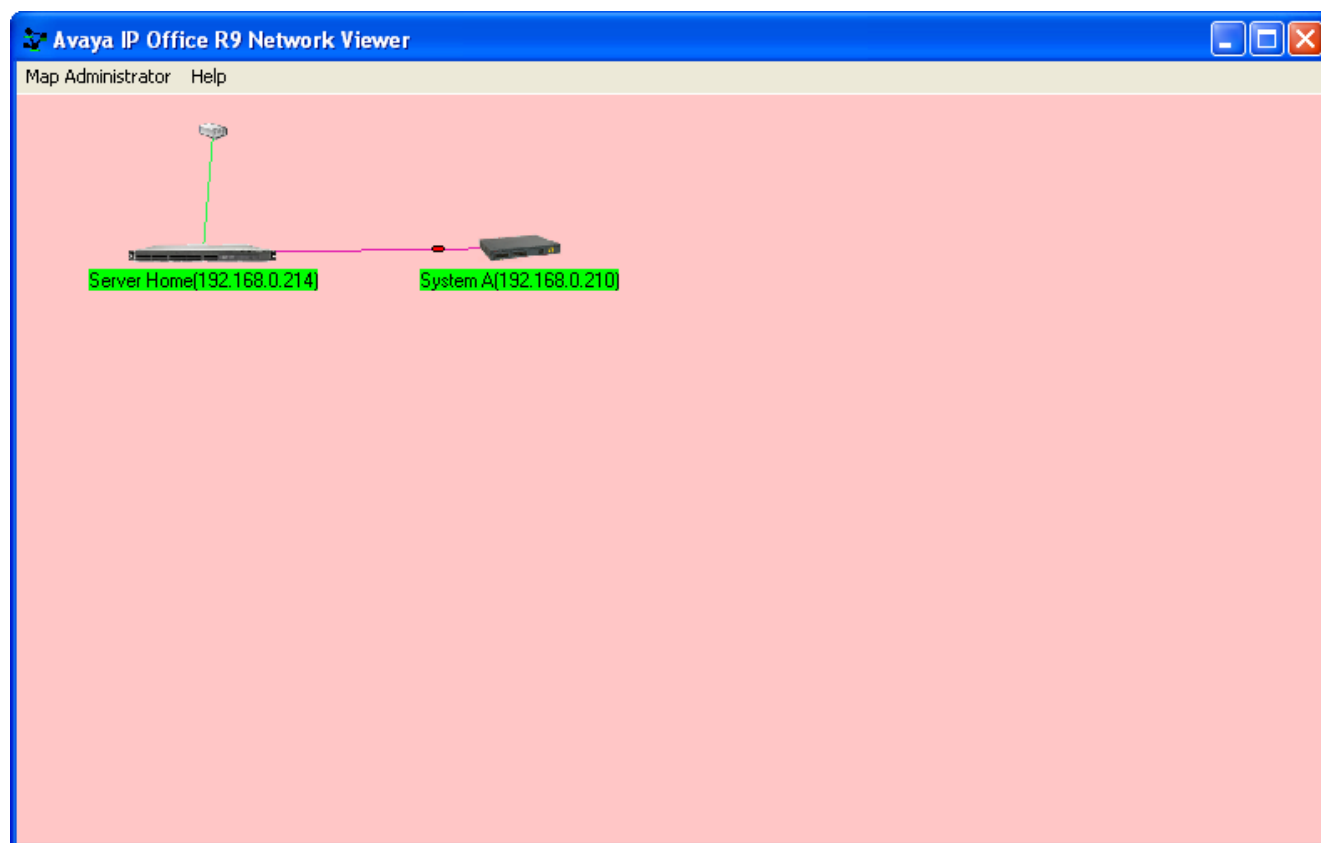 Avaya IP Office R9 Network Viewer
Map Administrator Help
Server Home(192.168.0.214) System A(192.168.0.210)